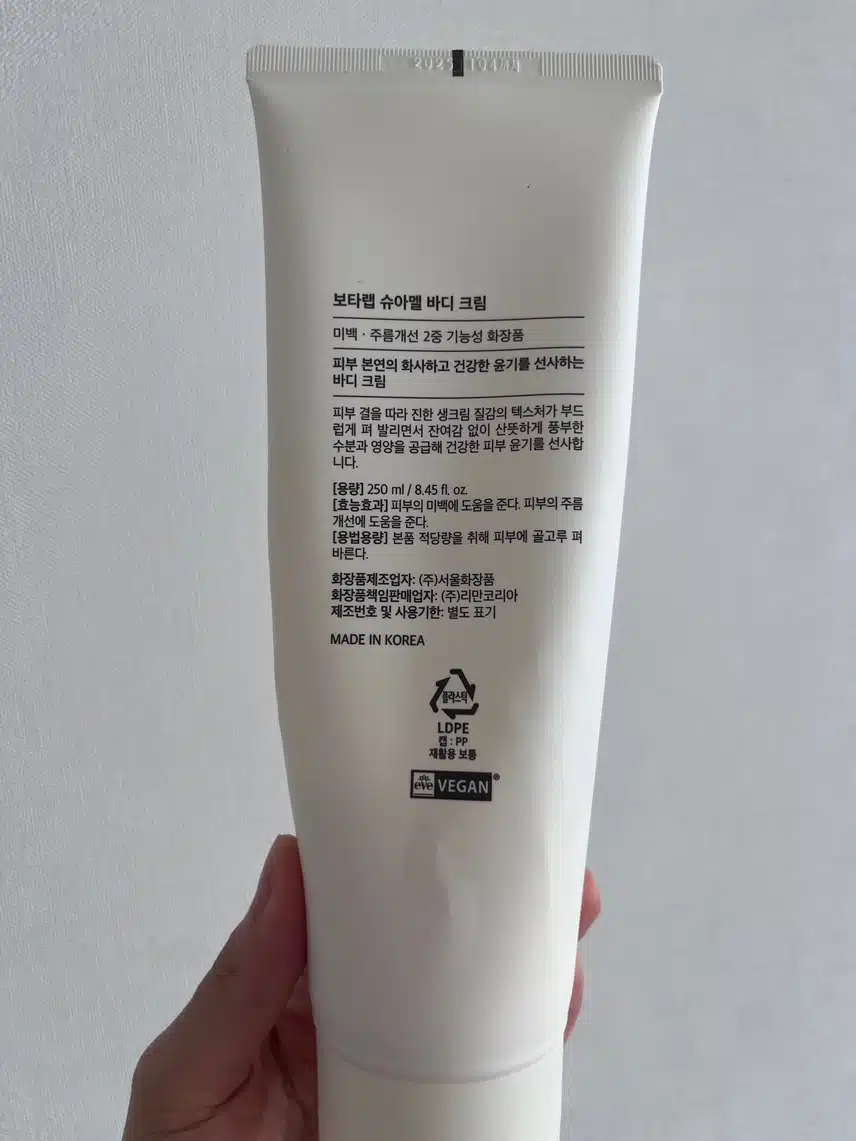 보타랩 슈아멜 바디 크림
미백 · 주름개선 2중 기능성 화장품
피부 본연의 화사하고 건강한 윤기를 선사하는
바디 크림
피부 결을 따라 진한 생크림 질감의 텍스처가 부드
럽게 펴 발리면서 잔여감 없이 산뜻하게 풍부한
수분과 영양을 공급해 건강한 피부 윤기를 선사합
니다.
[용량] 250 ml / 8.45 fl. oz.
[효능효과] 피부의 미백에 도움을 준다. 피부의 주름
개선에 도움을 준다.
[용법용량] 본품 적당량을 취해 피부에 골고루 펴
바른다.
화장품제조업자: (주)서울화장품
화장품책임판매업자: (주)리만코리아
제조번호 및 사용기한: 별도 표기
MADE IN KOREA
플라스틱
LDPE
캡 : PP
재활용 보통
eve VEGAN®